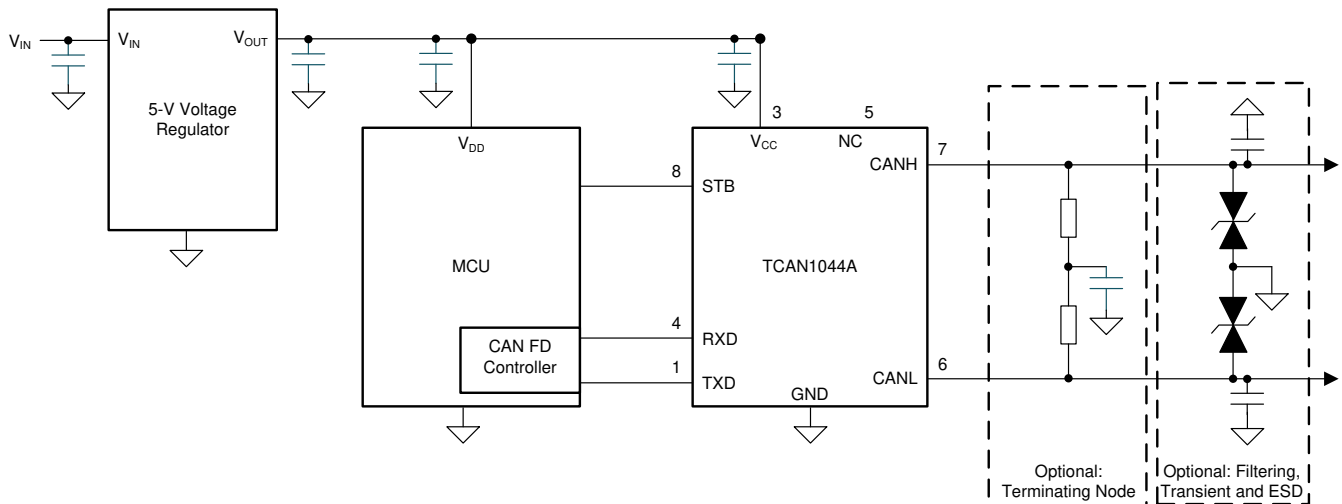 V_IN
V_IN
V_OUT
5-V Voltage
Regulator
3
5
V_DD
V_CC
NC
7
CANH
8
STB
MCU
TCAN1044A
4
RXD
CAN FD
Controller
1
TXD
6
CANL
GND
Optional:
Terminating Node
Optional: Filtering,
Transient and ESD